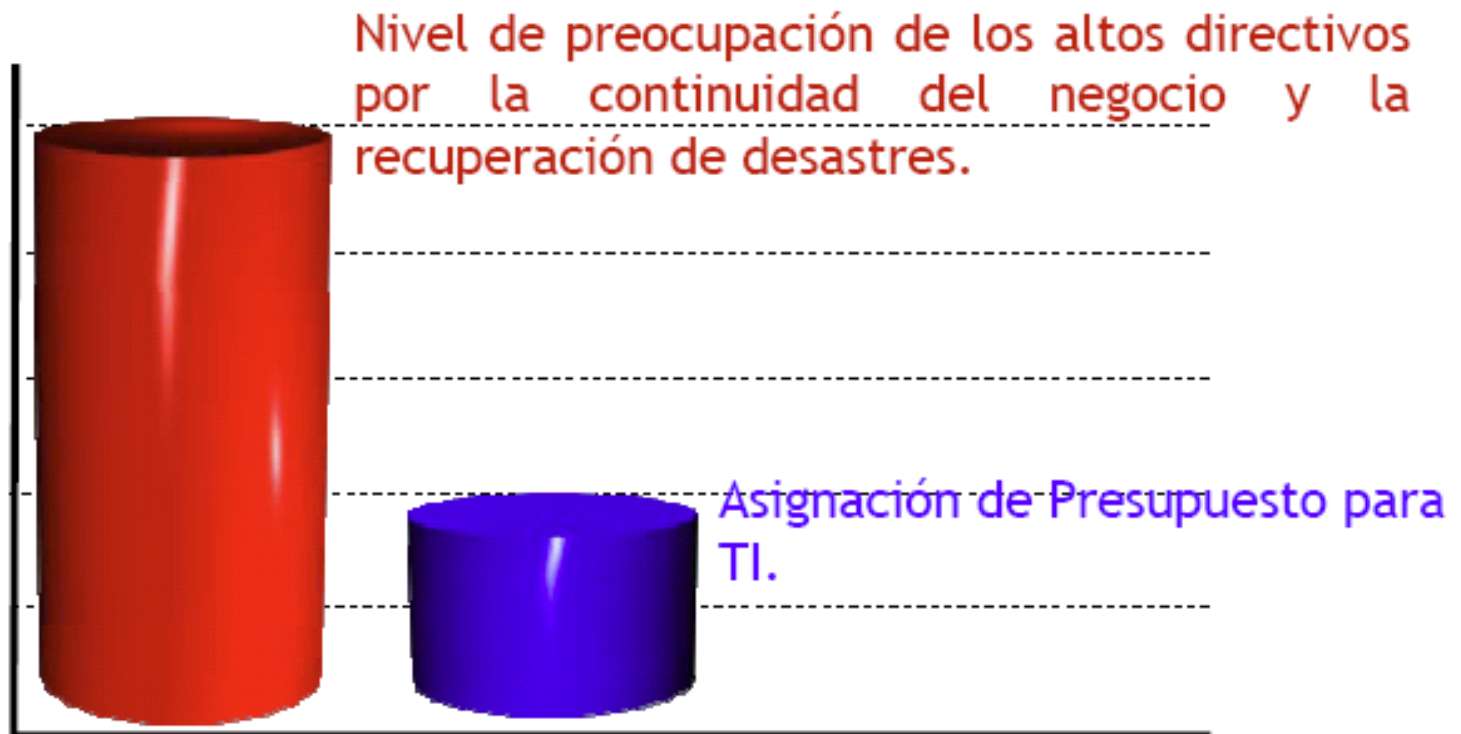 Nivel de preocupación de los altos directivos
por la continuidad del negocio y la
recuperación de desastres.
Asignación de Presupuesto para
TI.